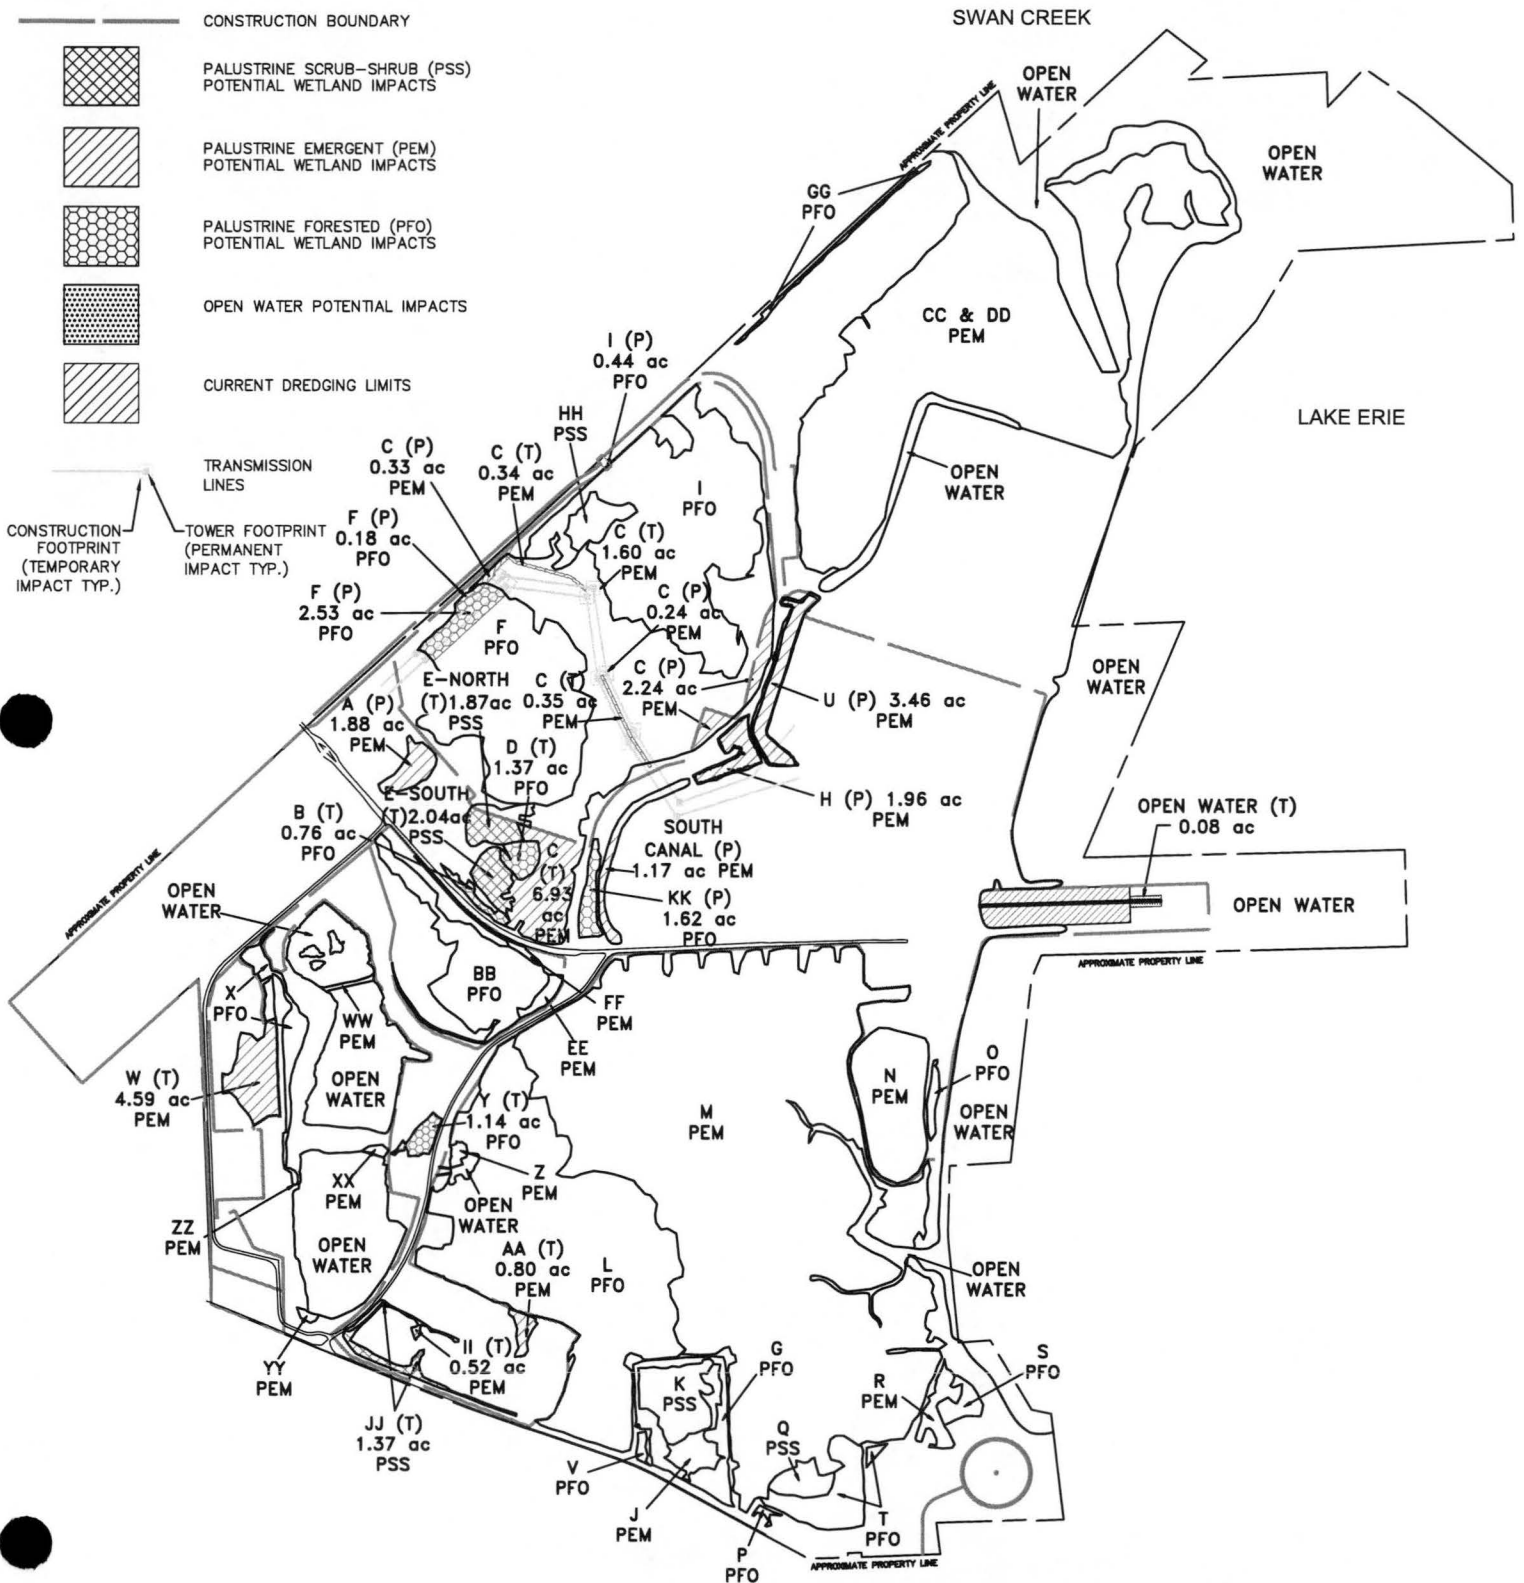 CONSTRUCTION BOUNDARY
PALUSTRINE SCRUB-SHRUB (PSS)
POTENTIAL WETLAND IMPACTS
PALUSTRINE EMERGENT (PEM)
POTENTIAL WETLAND IMPACTS
PALUSTRINE FORESTED (PFO)
POTENTIAL WETLAND IMPACTS
OPEN WATER POTENTIAL IMPACTS
CURRENT DREDGING LIMITS
TRANSMISSION
LINES
CONSTRUCTION
FOOTPRINT
(TEMPORARY
IMPACT TYP.)
TOWER FOOTPRINT
(PERMANENT
IMPACT TYP.)
SWAN CREEK
OPEN
WATER
APPROXIMATE PROPERTY LINE
OPEN
WATER
GG
PFO
CC & DD
PEM
LAKE ERIE
I (P)
0.44 ac
PFO
HH
PSS
C (P)
0.33 ac
PEM
C (T)
0.34 ac
PEM
I
PFO
OPEN
WATER
F (P)
0.18 ac
PFO
C (T)
1.60 ac
PEM
F (P)
2.53 ac
PFO
C (P)
0.24 ac
PEM
F
PFO
C (P)
2.24 ac
PEM
OPEN
WATER
E-NORTH
(T)1.87ac
PSS
C (T)
0.35 ac
PEM
U (P) 3.46 ac
PEM
A (P)
1.88 ac
PEM
D (T)
1.37 ac
PFO
E-SOUTH
(T)2.04ac
PSS
H (P) 1.96 ac
PEM
B (T)
0.76 ac
PFO
SOUTH
CANAL (P)
1.17 ac PEM
OPEN WATER (T)
0.08 ac
C
(T)
6.93
ac
PEM
KK (P)
1.62 ac
PFO
OPEN WATER
APPROXIMATE PROPERTY LINE
OPEN
WATER
APPROXIMATE PROPERTY LINE
BB
PFO
X
PFO
WW
PEM
FF
PEM
EE
PEM
OPEN
WATER
W (T)
4.59 ac
PEM
N
PEM
O
PFO
OPEN
WATER
Y (T)
1.14 ac
PFO
M
PEM
XX
PEM
Z
PEM
OPEN
WATER
ZZ
PEM
OPEN
WATER
AA (T)
0.80 ac
PEM
L
PFO
OPEN
WATER
YY
PEM
II (T)
0.52 ac
PEM
JJ (T)
1.37 ac
PSS
K
PSS
G
PFO
R
PEM
S
PFO
Q
PSS
V
PFO
J
PEM
T
PFO
P
PFO
APPROXIMATE PROPERTY LINE